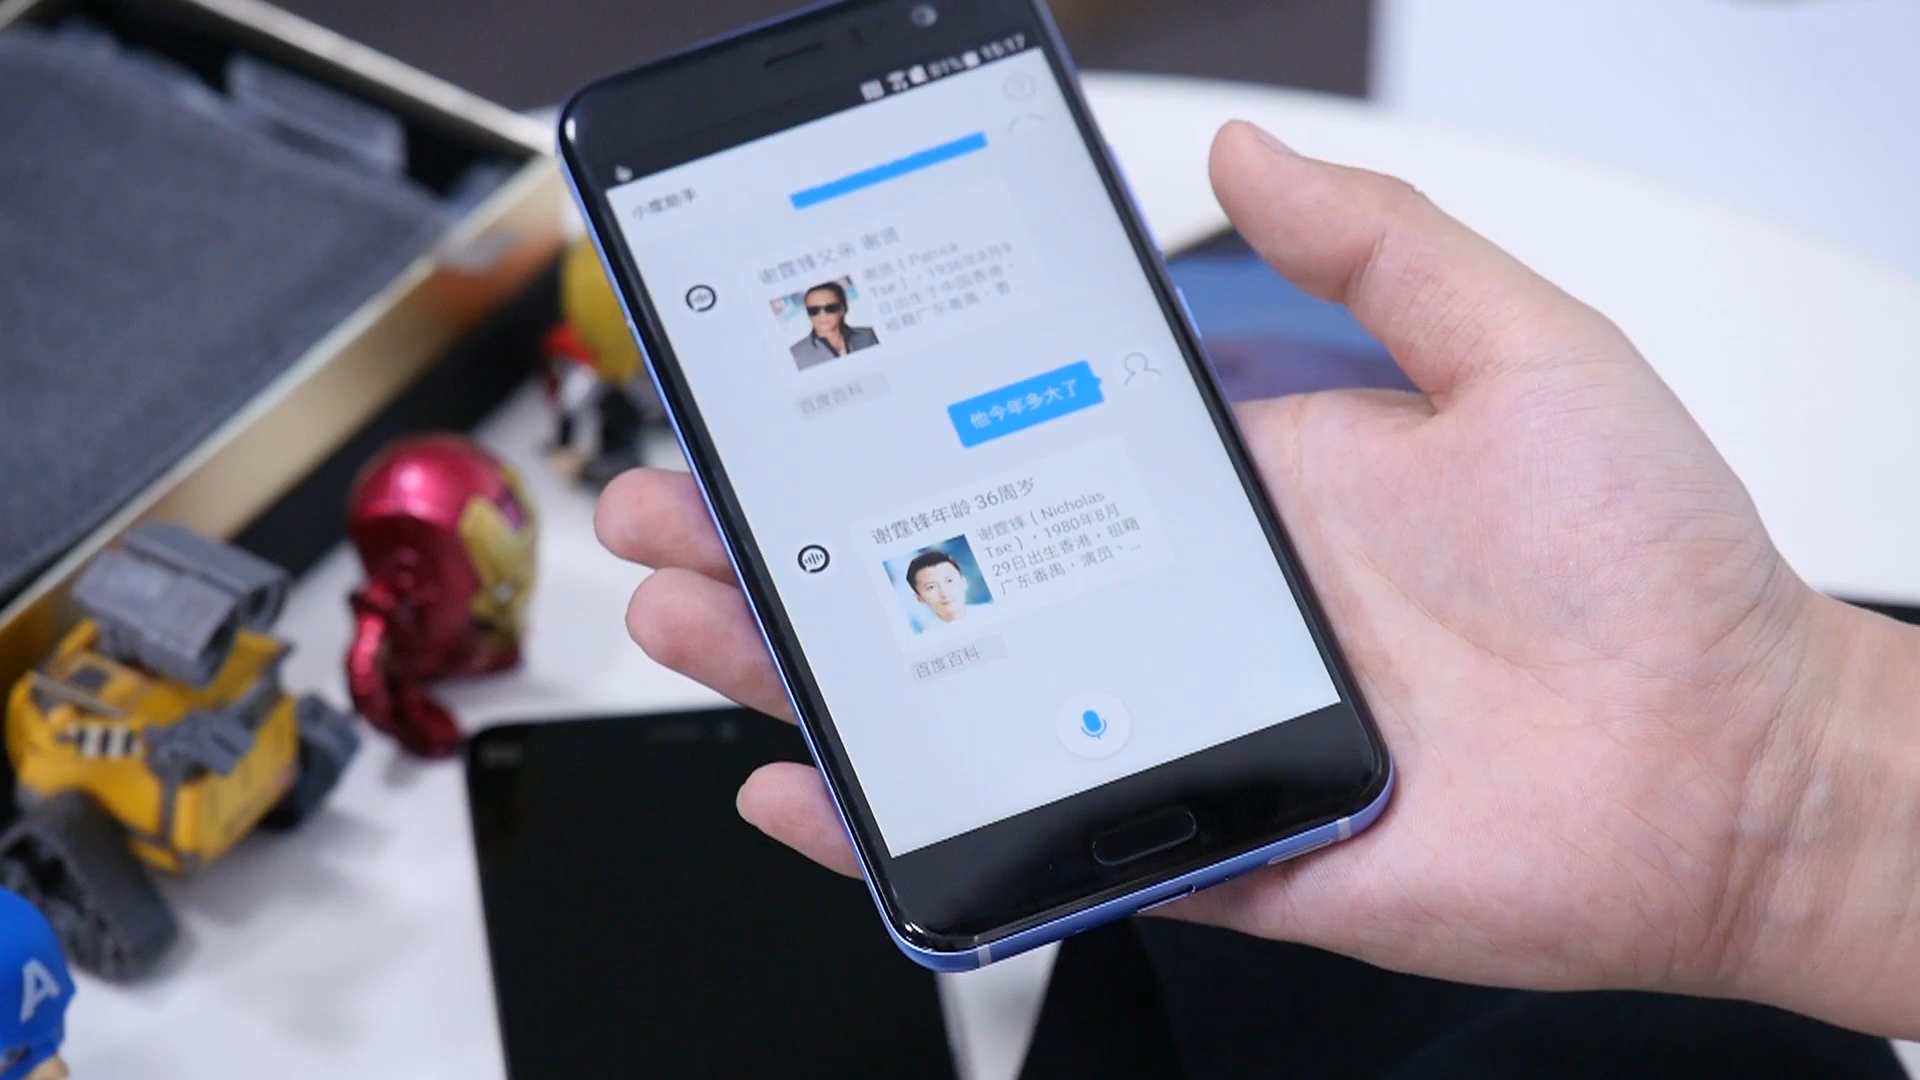 81% 15:17
小度助手
谢霆锋父亲 谢贤
谢贤（Patrick
Tse），1936年8月9
日出生于中国香港，
祖籍广东番禺，香...
百度百科
他今年多大了
谢霆锋年龄 36周岁
谢霆锋（Nicholas
Tse），1980年8月
29日出生香港，祖籍
广东番禺，演员、...
百度百科
A